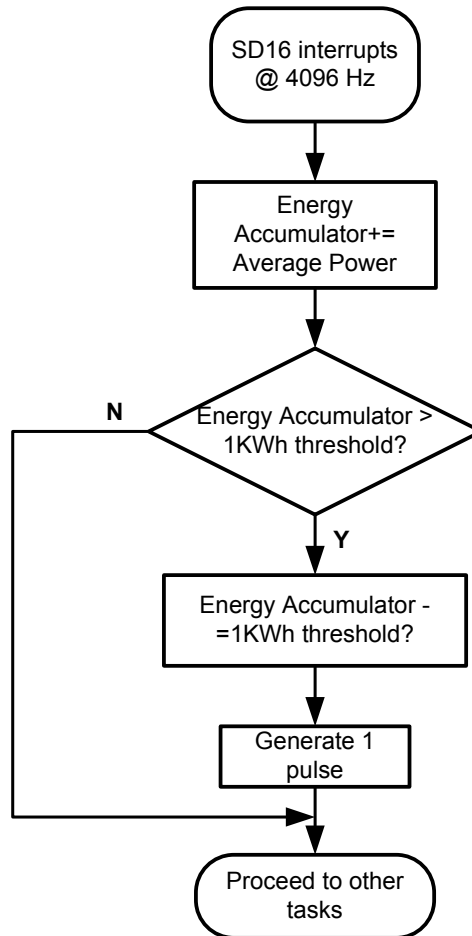 SD16 interrupts
@ 4096 Hz
Energy
Accumulator+=
Average Power
N
Energy Accumulator >
1KWh threshold?
Y
Energy Accumulator -
=1KWh threshold?
Generate 1
pulse
Proceed to other
tasks